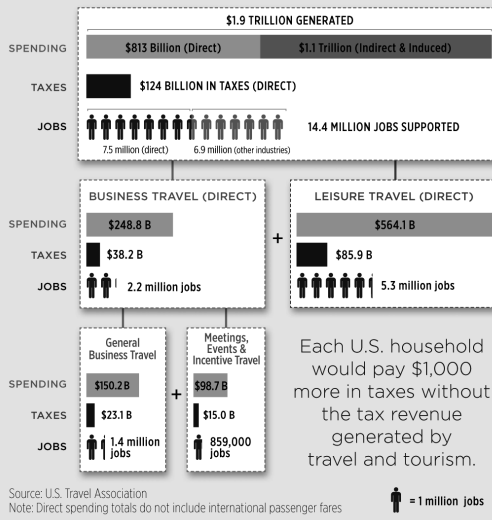 $1.9 TRILLION GENERATED
SPENDING
$813 Billion (Direct)
$1.1 Trillion (Indirect & Induced)
TAXES
$124 BILLION IN TAXES (DIRECT)
JOBS
14.4 MILLION JOBS SUPPORTED
7.5 million (direct)
6.9 million (other industries)
BUSINESS TRAVEL (DIRECT)
SPENDING
$248.8 B
TAXES
$38.2 B
JOBS
2.2 million jobs
+
LEISURE TRAVEL (DIRECT)
$564.1 B
$85.9 B
5.3 million jobs
General
Business Travel
SPENDING
$150.2 B
TAXES
$23.1 B
JOBS
1.4 million
jobs
+
Meetings,
Events &
Incentive Travel
$98.7 B
$15.0 B
859,000
jobs
Each U.S. household
would pay $1,000
more in taxes without
the tax revenue
generated by
travel and tourism.
Source: U.S. Travel Association
Note: Direct spending totals do not include international passenger fares
= 1 million jobs